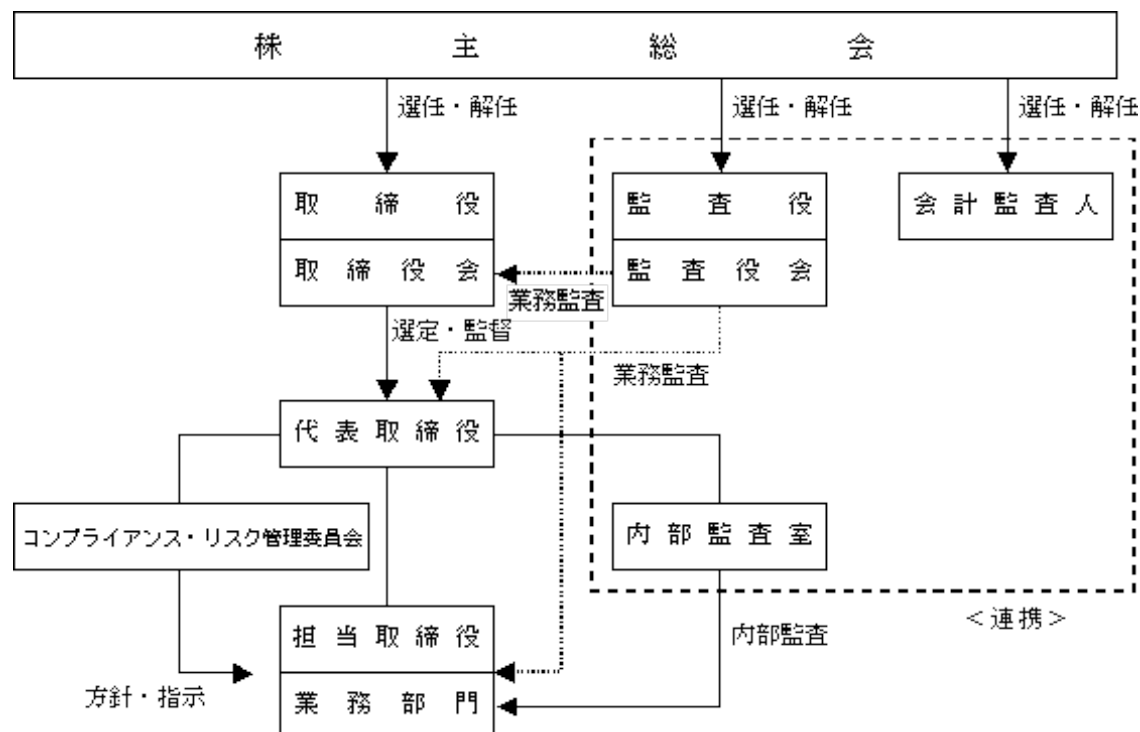 株主総会
選任・解任
選任・解任
選任・解任
取締役
監査役
会計監査人
取締役会
監査役会
業務監査
選定・監督
業務監査
代表取締役
コンプライアンス・リスク管理委員会
内部監査室
＜連携＞
担当取締役
内部監査
方針・指示
業務部門